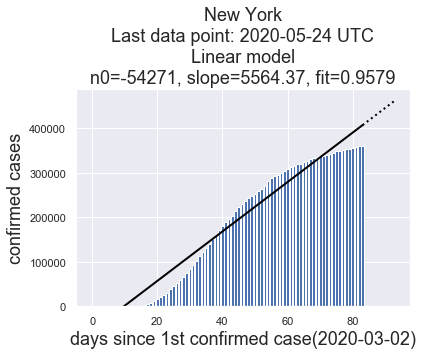 New York
Last data point: 2020-05-24 UTC
Linear model
n0=-54271, slope=5564.37, fit=0.9579
confirmed cases
400000
300000
200000
100000
0
0 20 40 60 80
days since 1st confirmed case(2020-03-02)